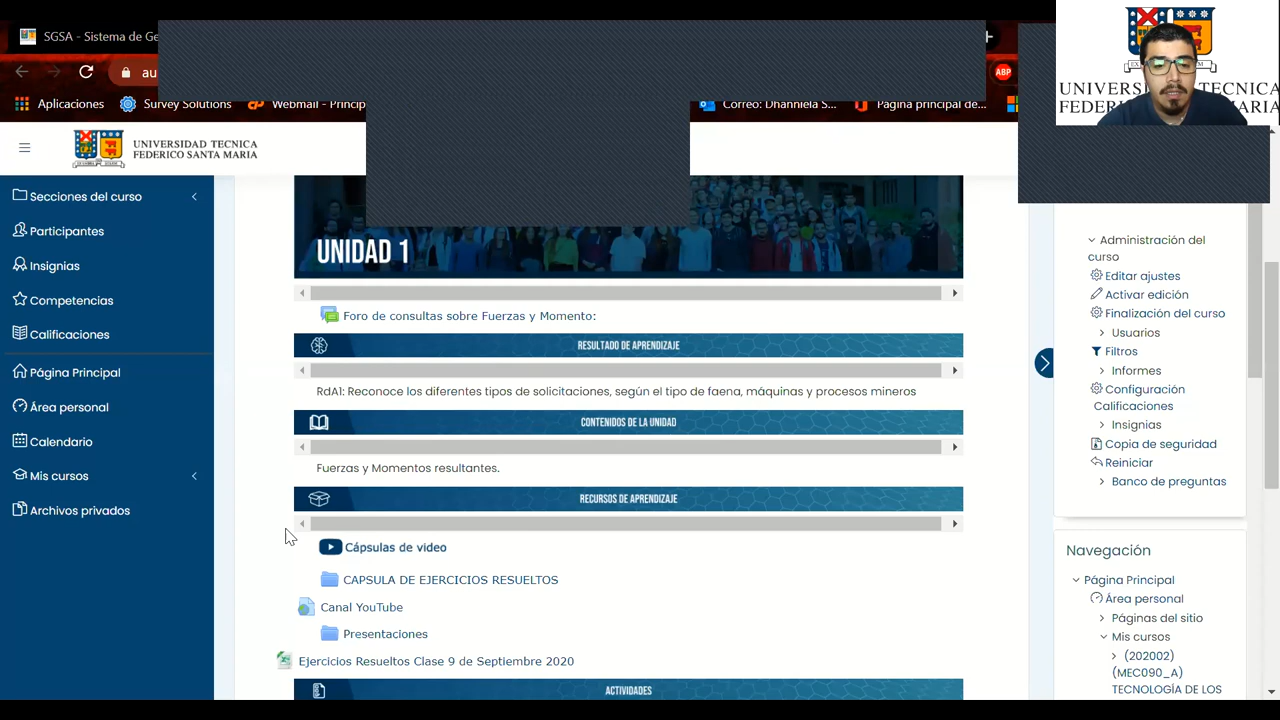 SGSA - Sistema de Ge
au
ABP
Aplicaciones
Survey Solutions
Webmail - Princip
Correo: Dhanniela S...
Pagina principal de...
UNIVERSIDAD TECNICA
FEDERICO SANTA MARIA
UNIVERSIDAD TECNICA
FEDERICO SANTA MARIA
Secciones del curso
Participantes
Insignias
Competencias
Calificaciones
Página Principal
Área personal
Calendario
Mis cursos
Archivos privados
UNIDAD 1
Foro de consultas sobre Fuerzas y Momento:
RESULTADO DE APRENDIZAJE
RdA1: Reconoce los diferentes tipos de solicitaciones, según el tipo de faena, máquinas y procesos mineros
CONTENIDOS DE LA UNIDAD
Fuerzas y Momentos resultantes.
RECURSOS DE APRENDIZAJE
Cápsulas de video
CAPSULA DE EJERCICIOS RESUELTOS
Canal YouTube
Presentaciones
Ejercicios Resueltos Clase 9 de Septiembre 2020
ACTIVIDADES
Administración del
curso
Editar ajustes
Activar edición
Finalización del curso
Usuarios
Filtros
Informes
Configuración
Calificaciones
Insignias
Copia de seguridad
Reiniciar
Banco de preguntas
Navegación
Página Principal
Área personal
Páginas del sitio
Mis cursos
(202002)
(MEC090_A)
TECNOLOGÍA DE LOS